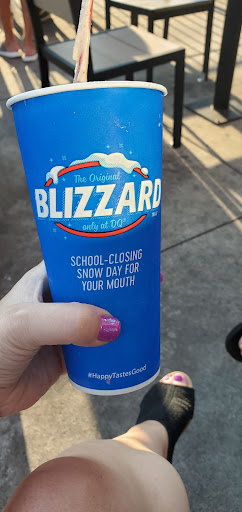 The Original
BLIZZARD
only at DQ®
SCHOOL-CLOSING
SNOW DAY FOR
YOUR MOUTH
#HappyTastesGood